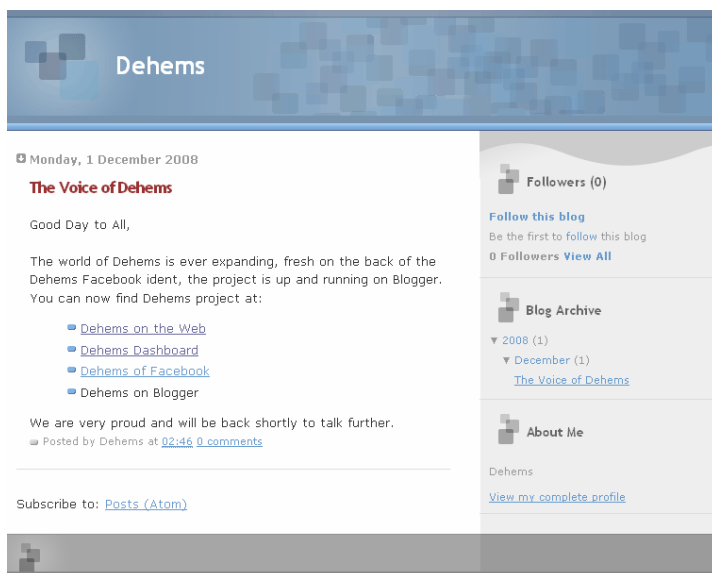 Dehems
Monday, 1 December 2008
The Voice of Dehems
Good Day to All,
The world of Dehems is ever expanding, fresh on the back of the
Dehems Facebook ident, the project is up and running on Blogger.
You can now find Dehems project at:
Dehems on the Web
Dehems Dashboard
Dehems of Facebook
Dehems on Blogger
We are very proud and will be back shortly to talk further.
Posted by Dehems at 02:46 0 comments
Subscribe to: Posts (Atom)
Followers (0)
Follow this blog
Be the first to follow this blog
0 Followers View All
Blog Archive
▼ 2008 (1)
▼ December (1)
The Voice of Dehems
About Me
Dehems
View my complete profile